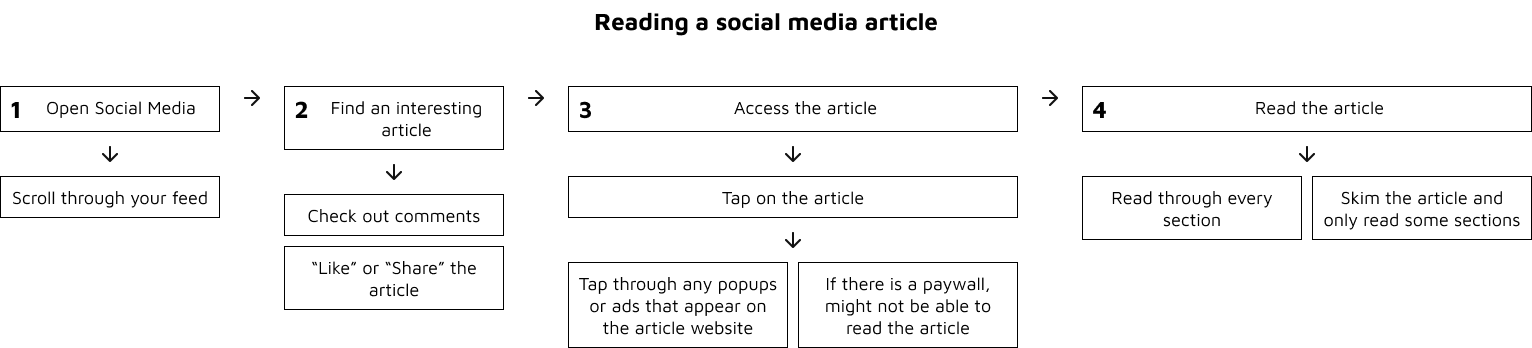 Reading a social media article
1 Open Social Media
Scroll through your feed
2 Find an interesting
article
Check out comments
“Like” or “Share” the
article
3 Access the article
Tap on the article
Tap through any popups
or ads that appear on
the article website
If there is a paywall,
might not be able to
read the article
4 Read the article
Read through every
section
Skim the article and
only read some sections